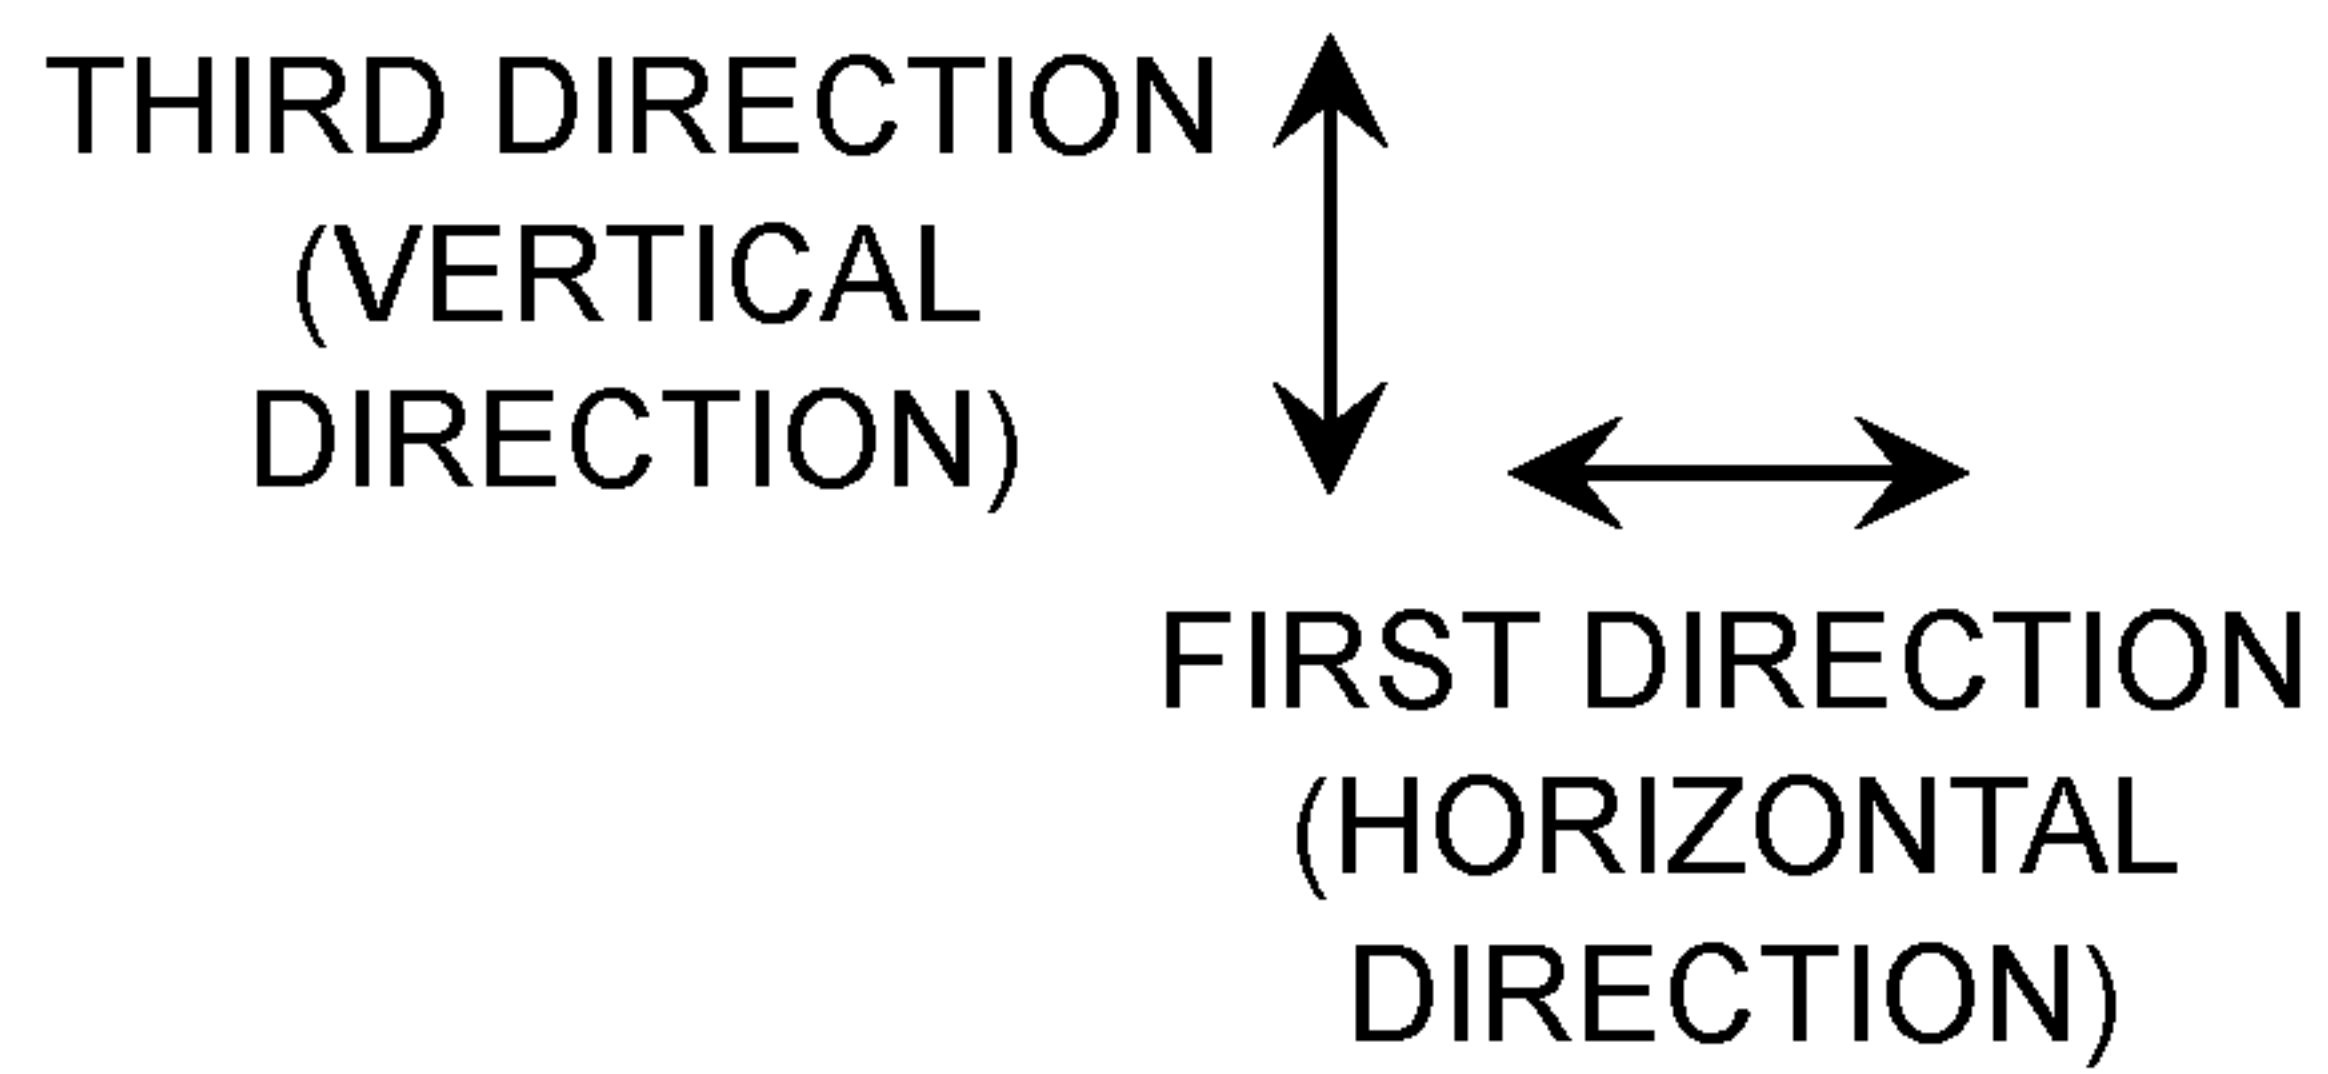 THIRD DIRECTION
(VERTICAL
DIRECTION)
FIRST DIRECTION
(HORIZONTAL
DIRECTION)